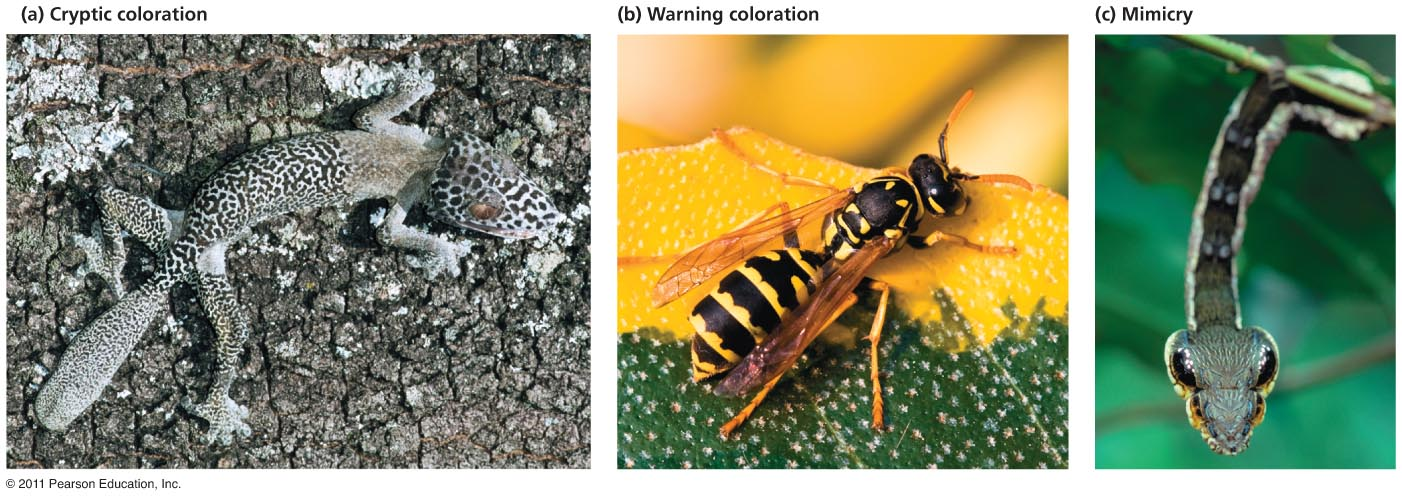 (a) Cryptic coloration
(b) Warning coloration
(c) Mimicry
© 2011 Pearson Education, Inc.